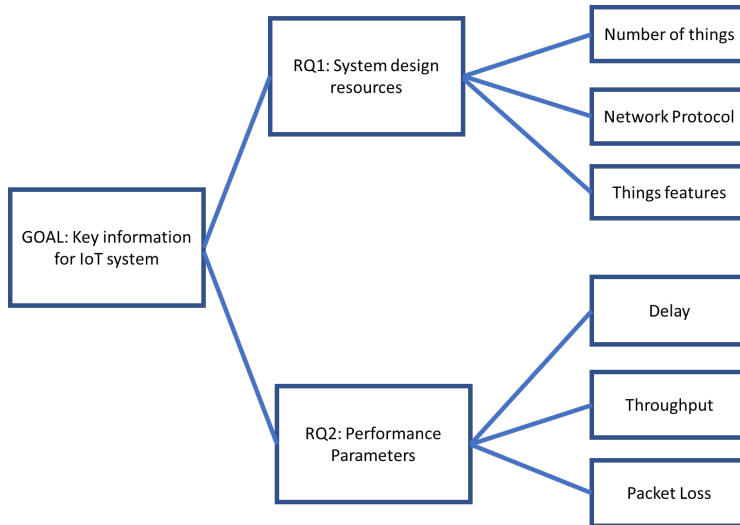 GOAL: Key information
for IoT system
RQ1: System design
resources
Number of things
Network Protocol
Things features
RQ2: Performance
Parameters
Delay
Throughput
Packet Loss